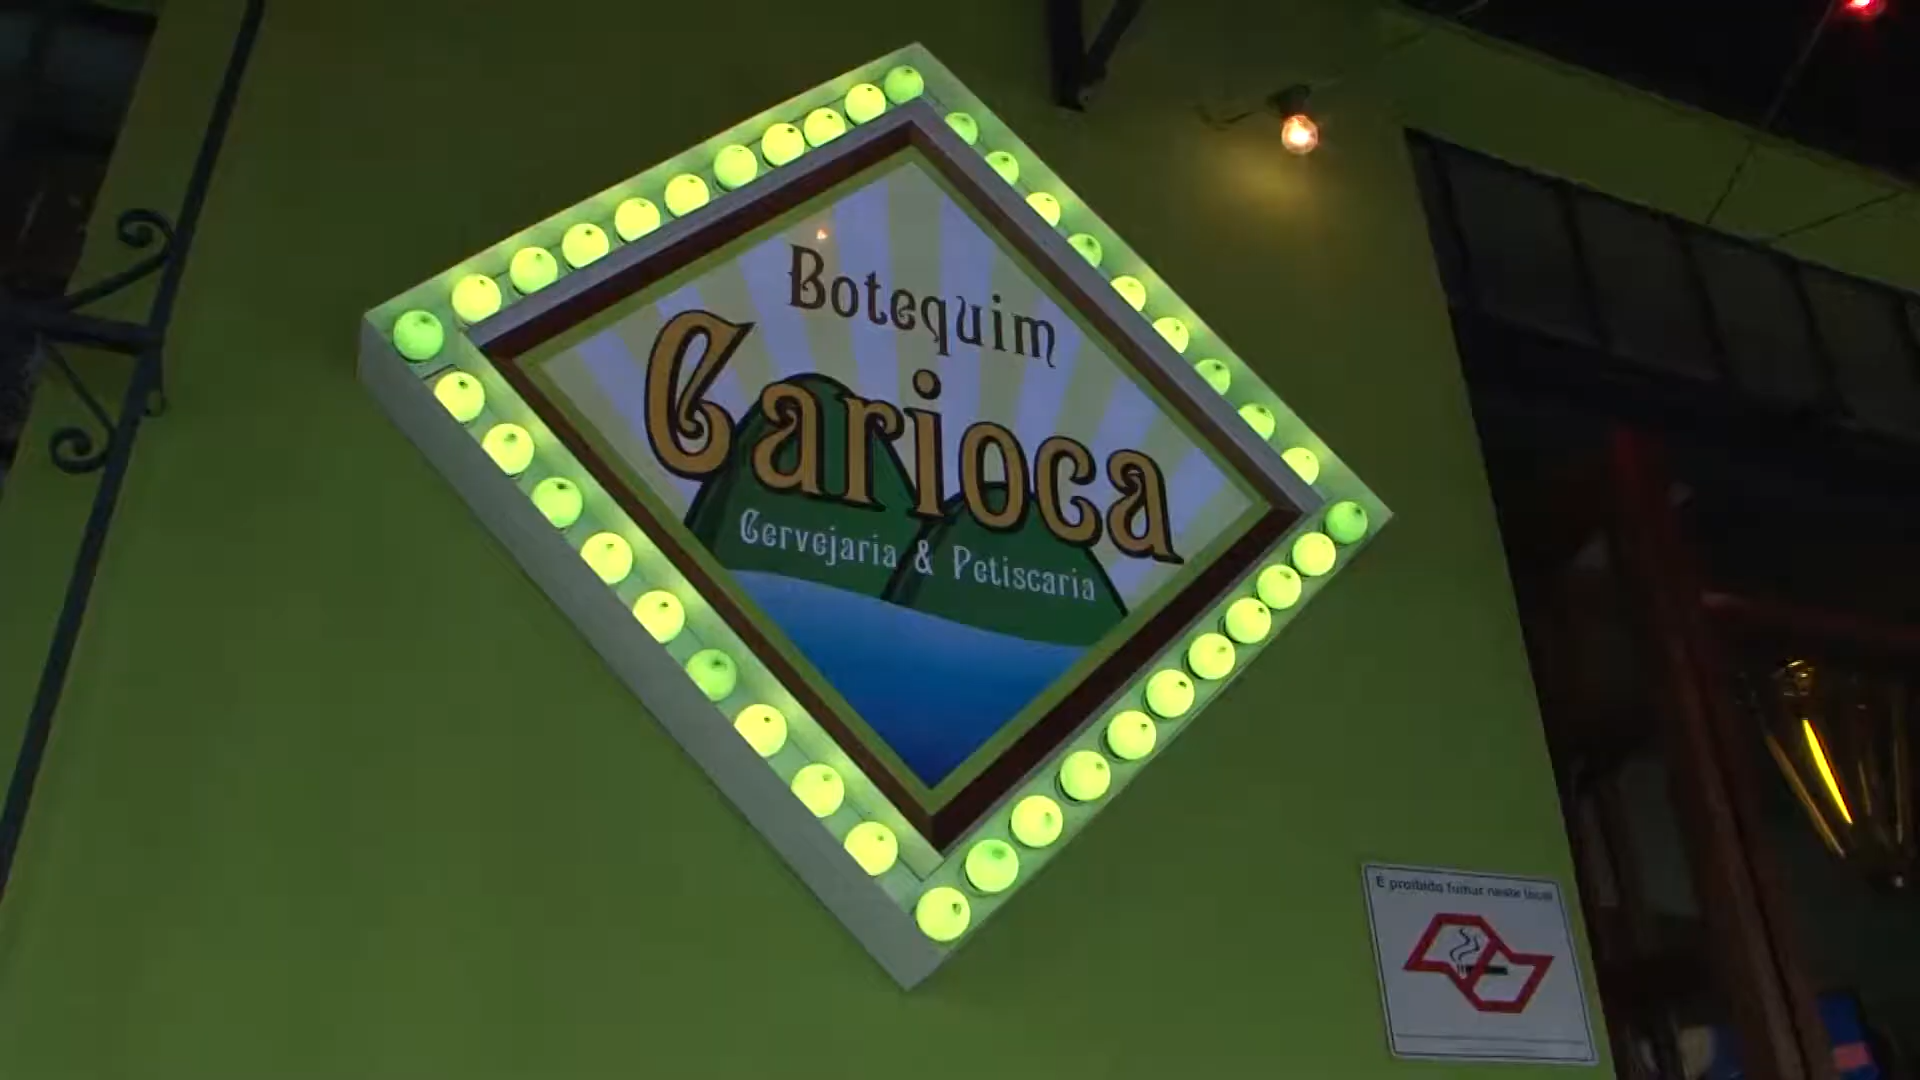 Botequim
Carioca
Cervejaria & Petiscaria
É proibido fumar neste local